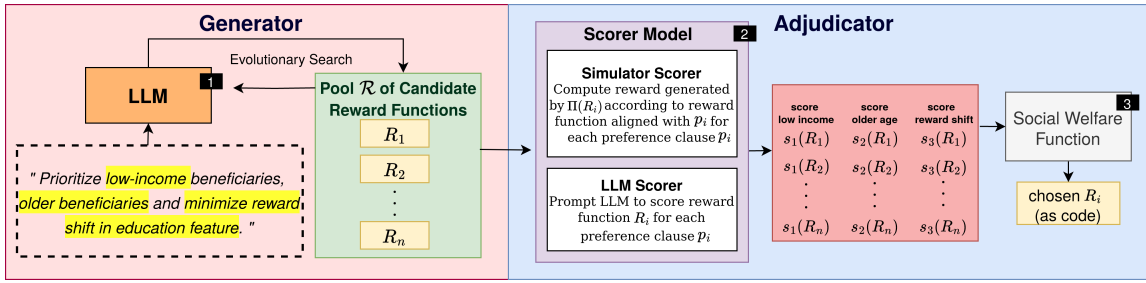 Generator
Evolutionary Search
LLM
1
" Prioritize low-income beneficiaries,
older beneficiaries and minimize reward
shift in education feature. "
Pool ℛ of Candidate
Reward Functions
R₁
R₂
⋮
Rₙ
Adjudicator
Scorer Model
2
Simulator Scorer
Compute reward generated
by Π(Rᵢ) according to reward
function aligned with pᵢ for
each preference clause pᵢ
LLM Scorer
Prompt LLM to score reward
function Rᵢ for each
preference clause pᵢ
score score score
low income older age reward shift
s₁(R₁) s₂(R₁) s₃(R₁)
s₁(R₂) s₂(R₂) s₃(R₂)
⋮ ⋮ ⋮
s₁(Rₙ) s₂(Rₙ) s₃(Rₙ)
3
Social Welfare
Function
chosen Rᵢ
(as code)